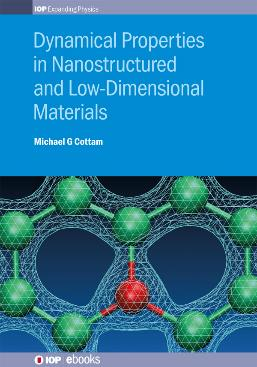 IOP Expanding Physics
Dynamical Properties
in Nanostructured
and Low-Dimensional
Materials
Michael G Cottam
IOP ebooks